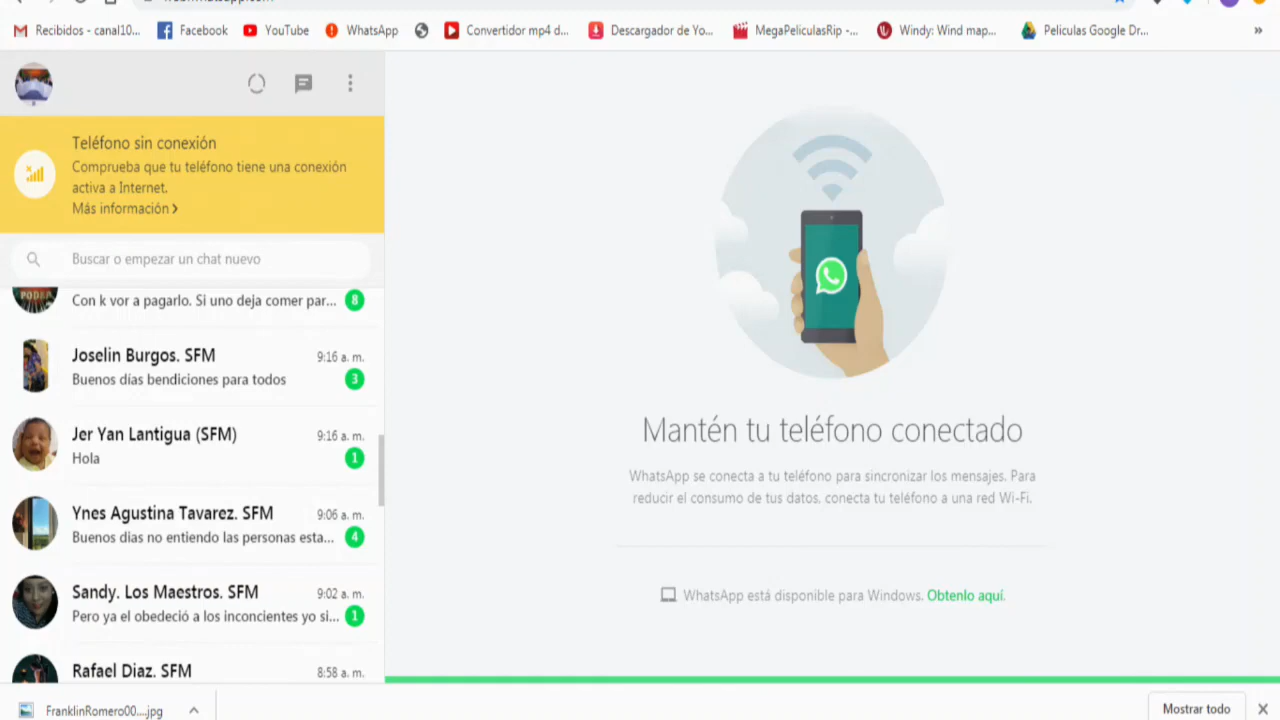 Recibidos - canal10...
Facebook
YouTube
WhatsApp
Convertidor mp4 d...
Descargador de Yo...
MegaPeliculasRip -...
Windy: Wind map...
Peliculas Google Dr...
»
Teléfono sin conexión
Comprueba que tu teléfono tiene una conexión
activa a Internet.
Más información >
Buscar o empezar un chat nuevo
PODER
Con k vor a pagarlo. Si uno deja comer par... 8
Joselin Burgos. SFM 9:16 a. m.
Buenos días bendiciones para todos 3
Jer Yan Lantigua (SFM) 9:16 a. m.
Hola 1
Ynes Agustina Tavarez. SFM 9:06 a. m.
Buenos dias no entiendo las personas esta... 4
Sandy. Los Maestros. SFM 9:02 a. m.
Pero ya el obedeció a los inconcientes yo si... 1
Rafael Diaz. SFM 8:58 a. m.
Mantén tu teléfono conectado
WhatsApp se conecta a tu teléfono para sincronizar los mensajes. Para
reducir el consumo de tus datos, conecta tu teléfono a una red Wi-Fi.
WhatsApp está disponible para Windows. Obtenlo aquí.
FranklinRomero00....jpg
Mostrar todo